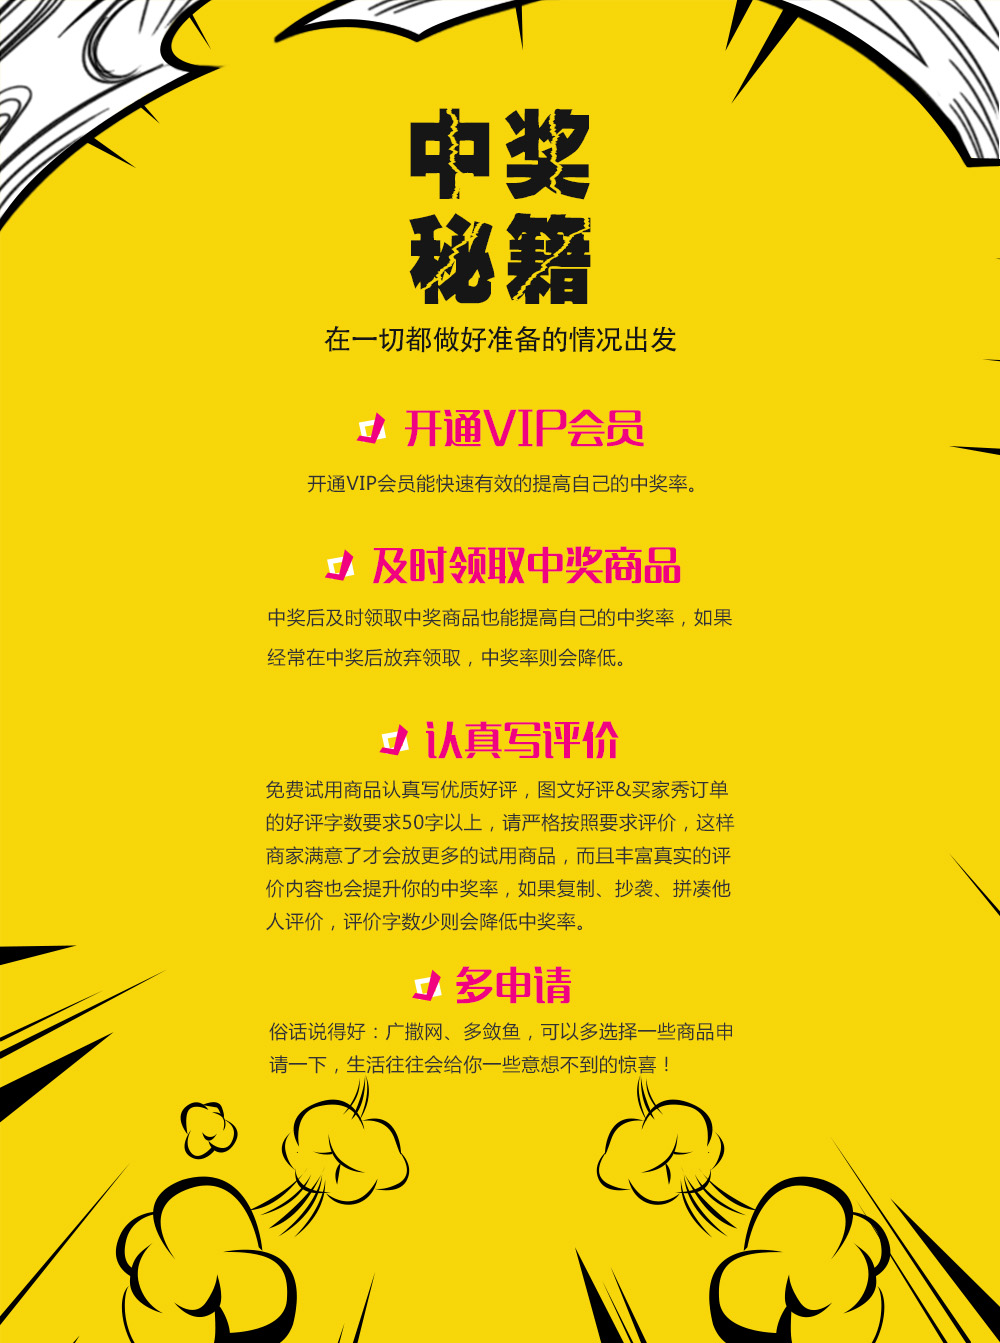 中奖
秘籍
在一切都做好准备的情况出发
开通VIP会员
开通VIP会员能快速有效的提高自己的中奖率。
及时领取中奖商品
中奖后及时领取中奖商品也能提高自己的中奖率，如果
经常在中奖后放弃领取，中奖率则会降低。
认真写评价
免费试用商品认真写优质好评，图文好评&买家秀订单
的好评字数要求50字以上，请严格按照要求评价，这样
商家满意了才会放更多的试用商品，而且丰富真实的评
价内容也会提升你的中奖率，如果复制、抄袭、拼凑他
人评价，评价字数少则会降低中奖率。
多申请
俗话说得好：广撒网、多敛鱼，可以多选择一些商品申
请一下，生活往往会给你一些意想不到的惊喜！